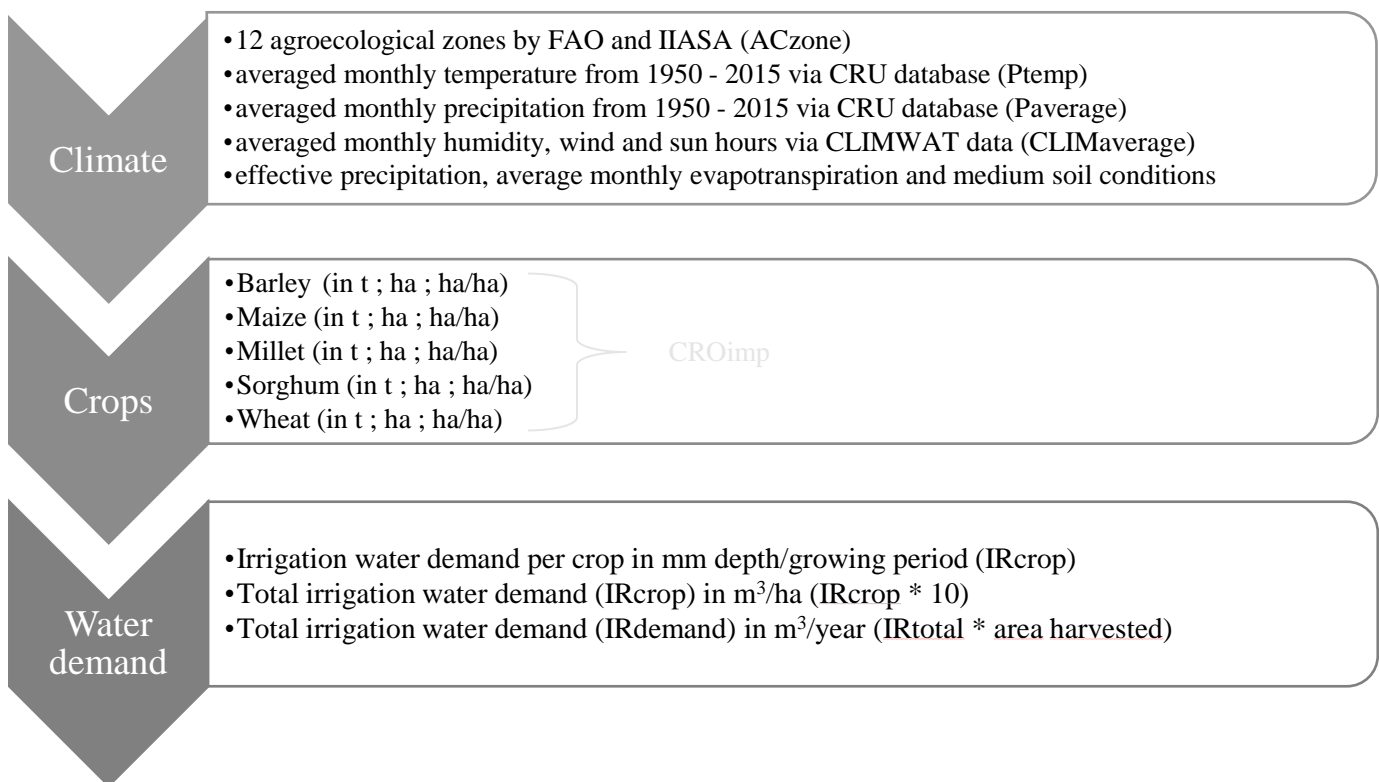 Climate
•12 agroecological zones by FAO and IIASA (ACzone)
•averaged monthly temperature from 1950 - 2015 via CRU database (Ptemp)
•averaged monthly precipitation from 1950 - 2015 via CRU database (Paverage)
•averaged monthly humidity, wind and sun hours via CLIMWAT data (CLIMaverage)
•effective precipitation, average monthly evapotranspiration and medium soil conditions
Crops
•Barley (in t ; ha ; ha/ha)
•Maize (in t ; ha ; ha/ha)
•Millet (in t ; ha ; ha/ha)
•Sorghum (in t ; ha ; ha/ha)
•Wheat (in t ; ha ; ha/ha)
CROimp
Water
demand
•Irrigation water demand per crop in mm depth/growing period (IRcrop)
•Total irrigation water demand (IRcrop) in m³/ha (IRcrop * 10)
•Total irrigation water demand (IRdemand) in m³/year (IRtotal * area harvested)